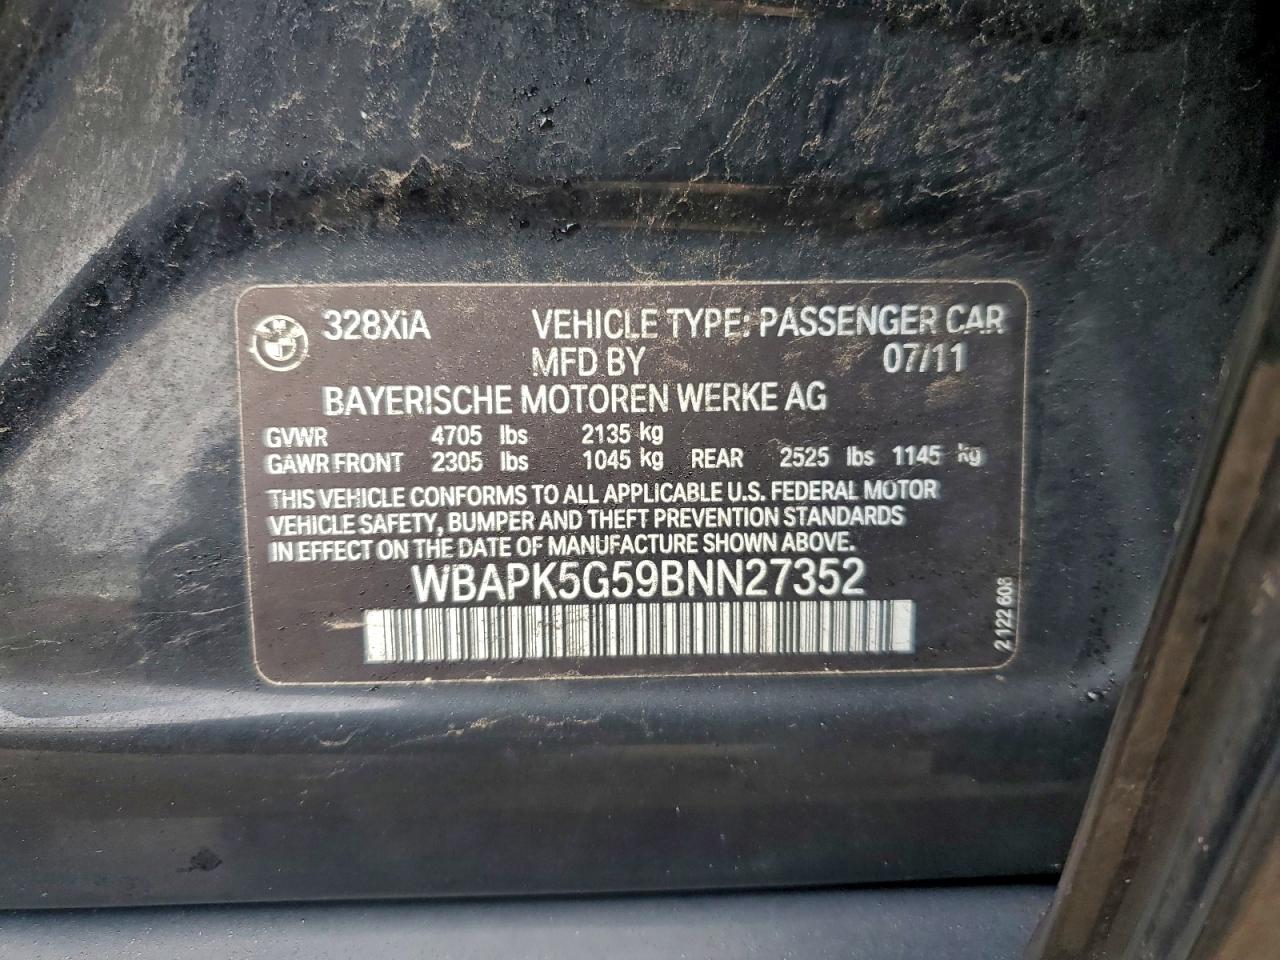 328XiA VEHICLE TYPE: PASSENGER CAR
MFD BY 07/11
BAYERISCHE MOTOREN WERKE AG
GVWR 4705 lbs 2135 kg
GAWR FRONT 2305 lbs 1045 kg REAR 2525 lbs 1145 kg
THIS VEHICLE CONFORMS TO ALL APPLICABLE U.S. FEDERAL MOTOR
VEHICLE SAFETY, BUMPER AND THEFT PREVENTION STANDARDS
IN EFFECT ON THE DATE OF MANUFACTURE SHOWN ABOVE.
WBAPK5G59BNN27352
2 122 608